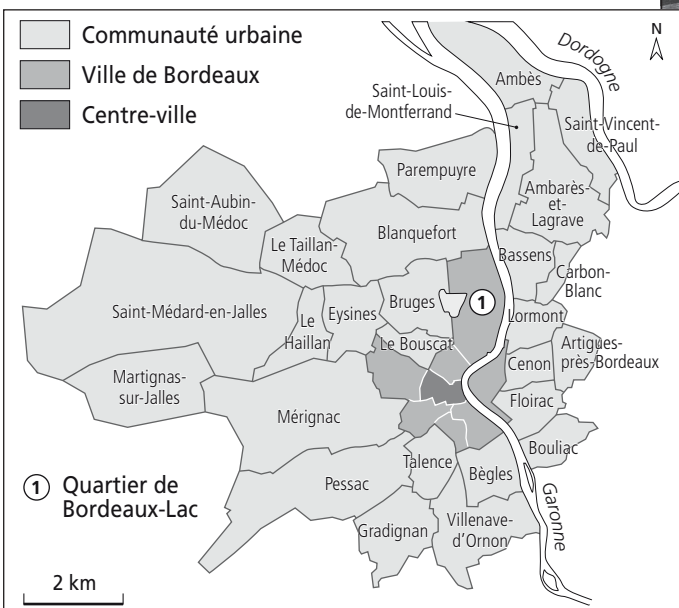 Communauté urbaine
Ville de Bordeaux
Centre-ville
N
Dordogne
Ambès
Saint-Louis-
de-Montferrand
Saint-Vincent-
de-Paul
Parempuyre
Ambarès-
et-
Lagrave
Saint-Aubin-
du-Médoc
Le Taillan-
Médoc
Blanquefort
Bassens
Carbon-
Blanc
Saint-Médard-en-Jalles
Le
Haillan
Eysines
Bruges
1
Lormont
Le Bouscat
Artigues-
près-Bordeaux
Cenon
Martignas-
sur-Jalles
Mérignac
Floirac
Bouliac
Talence
Bègles
Pessac
1 Quartier de
Bordeaux-Lac
Gradignan
Villenave-
d'Ornon
Garonne
2 km